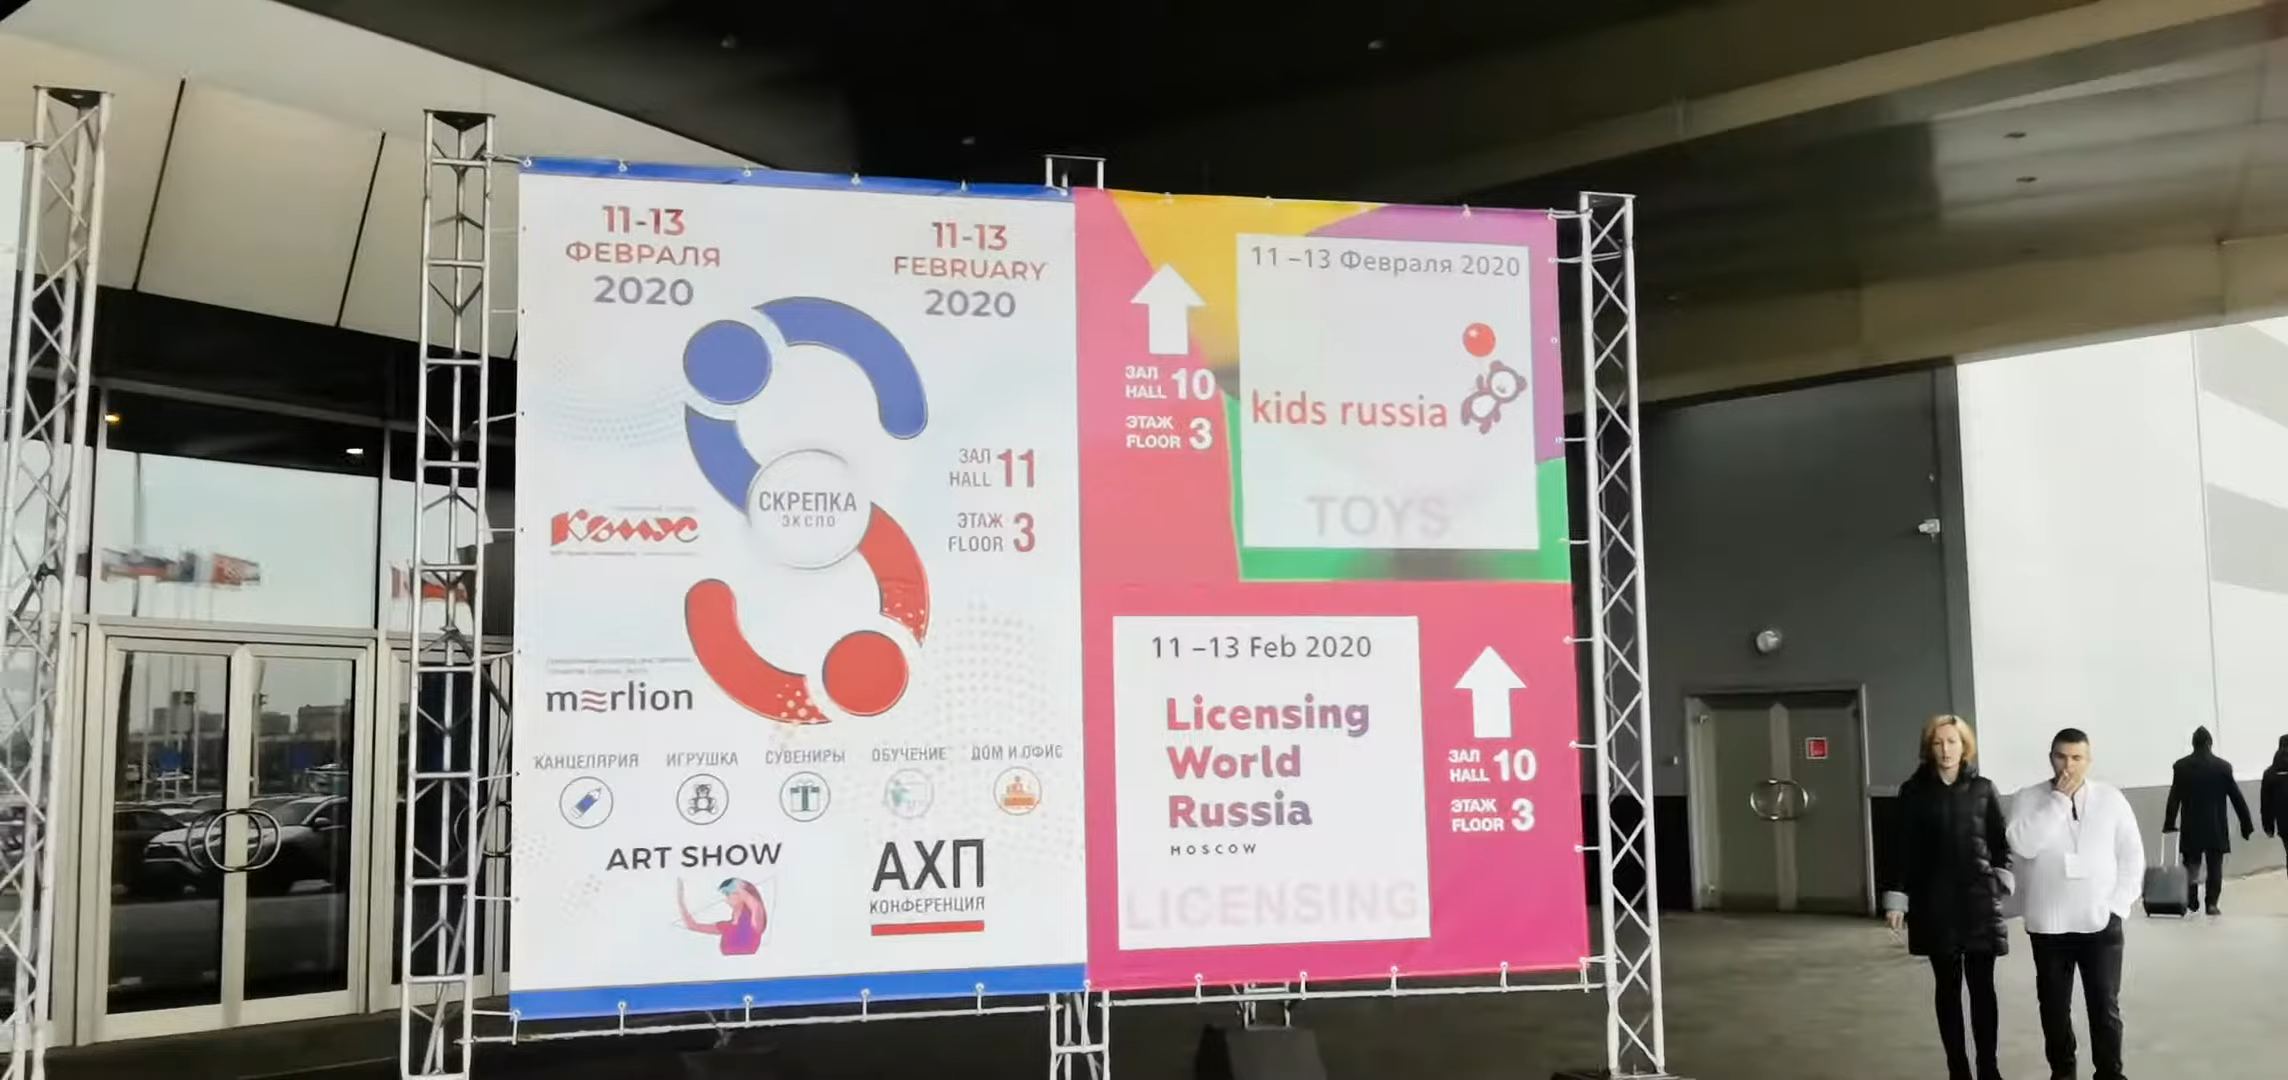 11-13
ФЕВРАЛЯ
2020
11-13
FEBRUARY
2020
СКРЕПКА
ЭКСПО
ЗАЛ
HALL 11
ЭТАЖ
FLOOR 3
Комус
merlion
КАНЦЕЛЯРИЯ
ИГРУШКА
СУВЕНИРЫ
ОБУЧЕНИЕ
ДОМ И ОФИС
ART SHOW
АХП
КОНФЕРЕНЦИЯ
ЗАЛ
HALL 10
ЭТАЖ
FLOOR 3
11 –13 Февраля 2020
kids russia
TOYS
11 –13 Feb 2020
Licensing
World
Russia
MOSCOW
LICENSING
ЗАЛ
HALL 10
ЭТАЖ
FLOOR 3